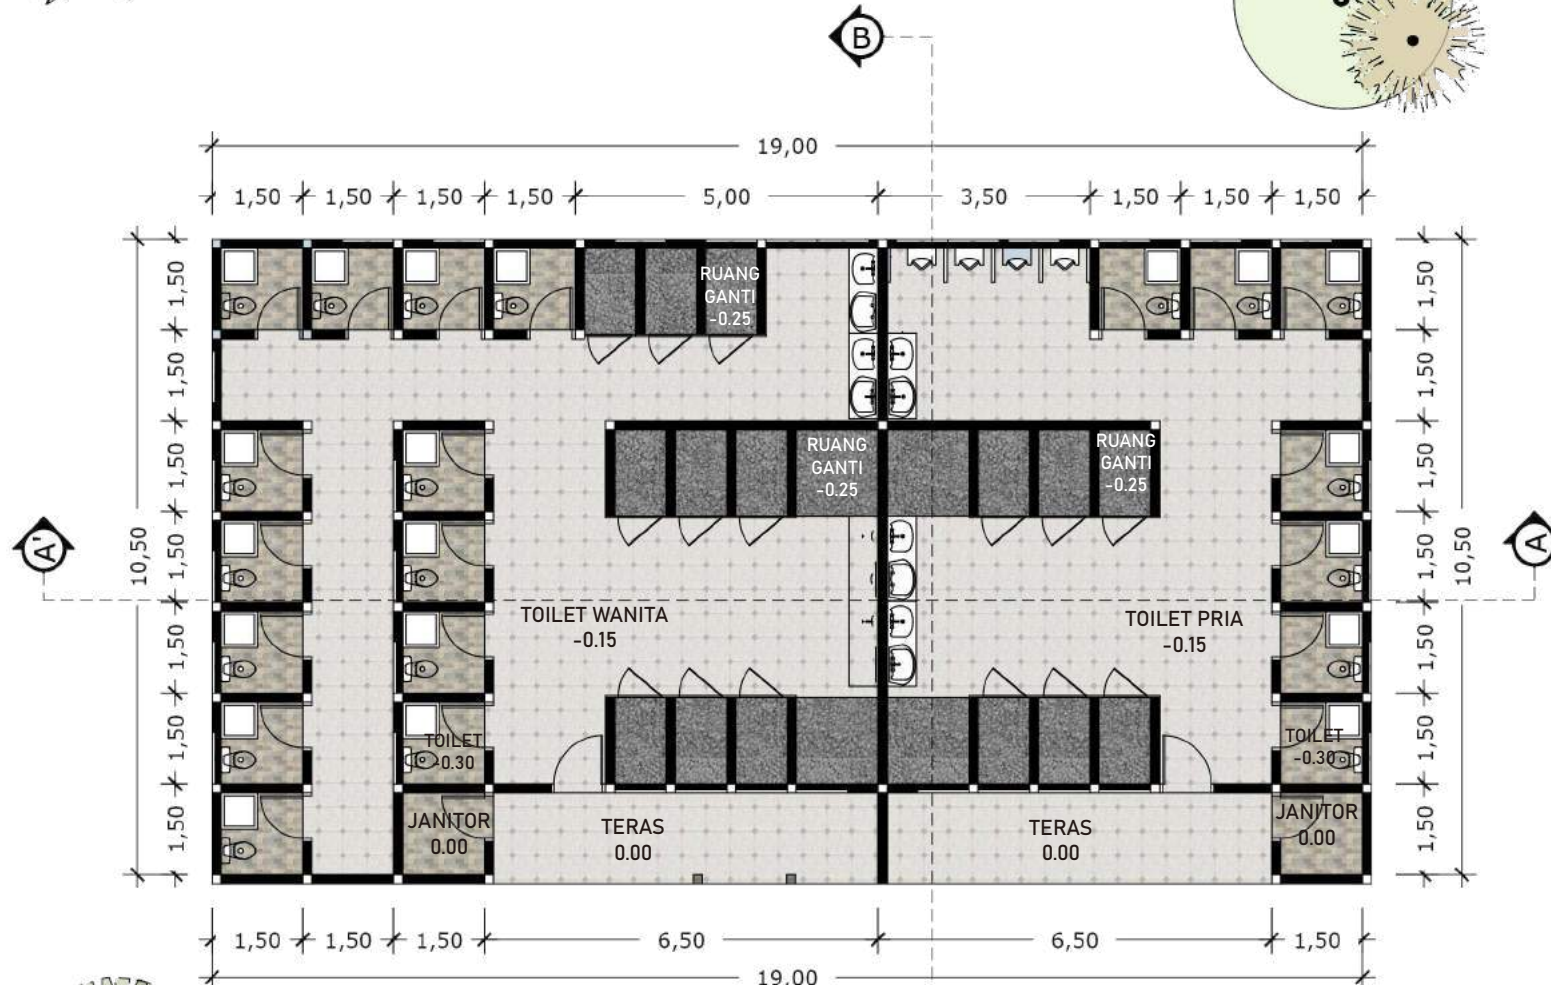 B
19,00
1,50 1,50 1,50 1,50 5,00 3,50 1,50 1,50 1,50
RUANG
GANTI
-0.25
1,50
1,50
1,50
1,50
1,50
1,50
1,50
10,50
RUANG
GANTI
-0.25
RUANG
GANTI
-0.25
1,50
1,50
1,50
1,50
1,50
1,50
1,50
10,50
A'
A
TOILET WANITA
-0.15
TOILET PRIA
-0.15
TOILET
-0.30
TOILET
-0.30
JANITOR
0.00
TERAS
0.00
TERAS
0.00
JANITOR
0.00
1,50 1,50 1,50 6,50 6,50 1,50
19,00